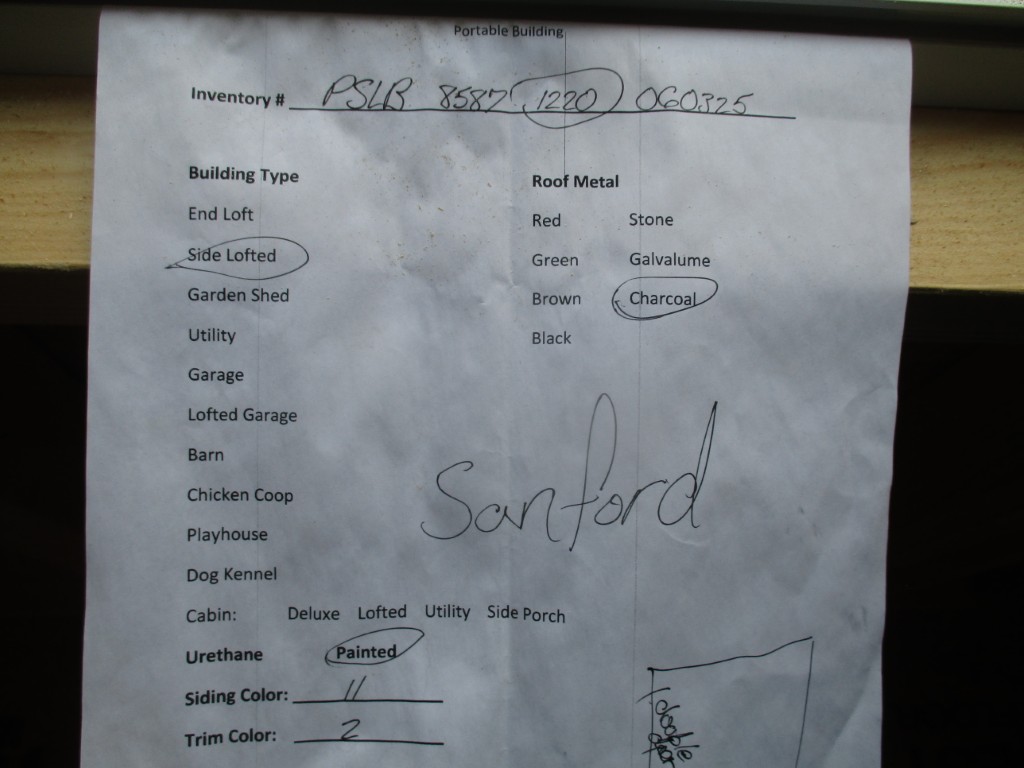 Portable Building
Inventory # PSLB 8587 1220 060325
Building Type
End Loft
Side Lofted
Garden Shed
Utility
Garage
Lofted Garage
Barn
Chicken Coop
Playhouse
Dog Kennel
Cabin: Deluxe Lofted Utility Side Porch
Urethane Painted
Siding Color: 11
Trim Color: 2
Roof Metal
Red Stone
Green Galvalume
Brown Charcoal
Black
Sanford
double
door